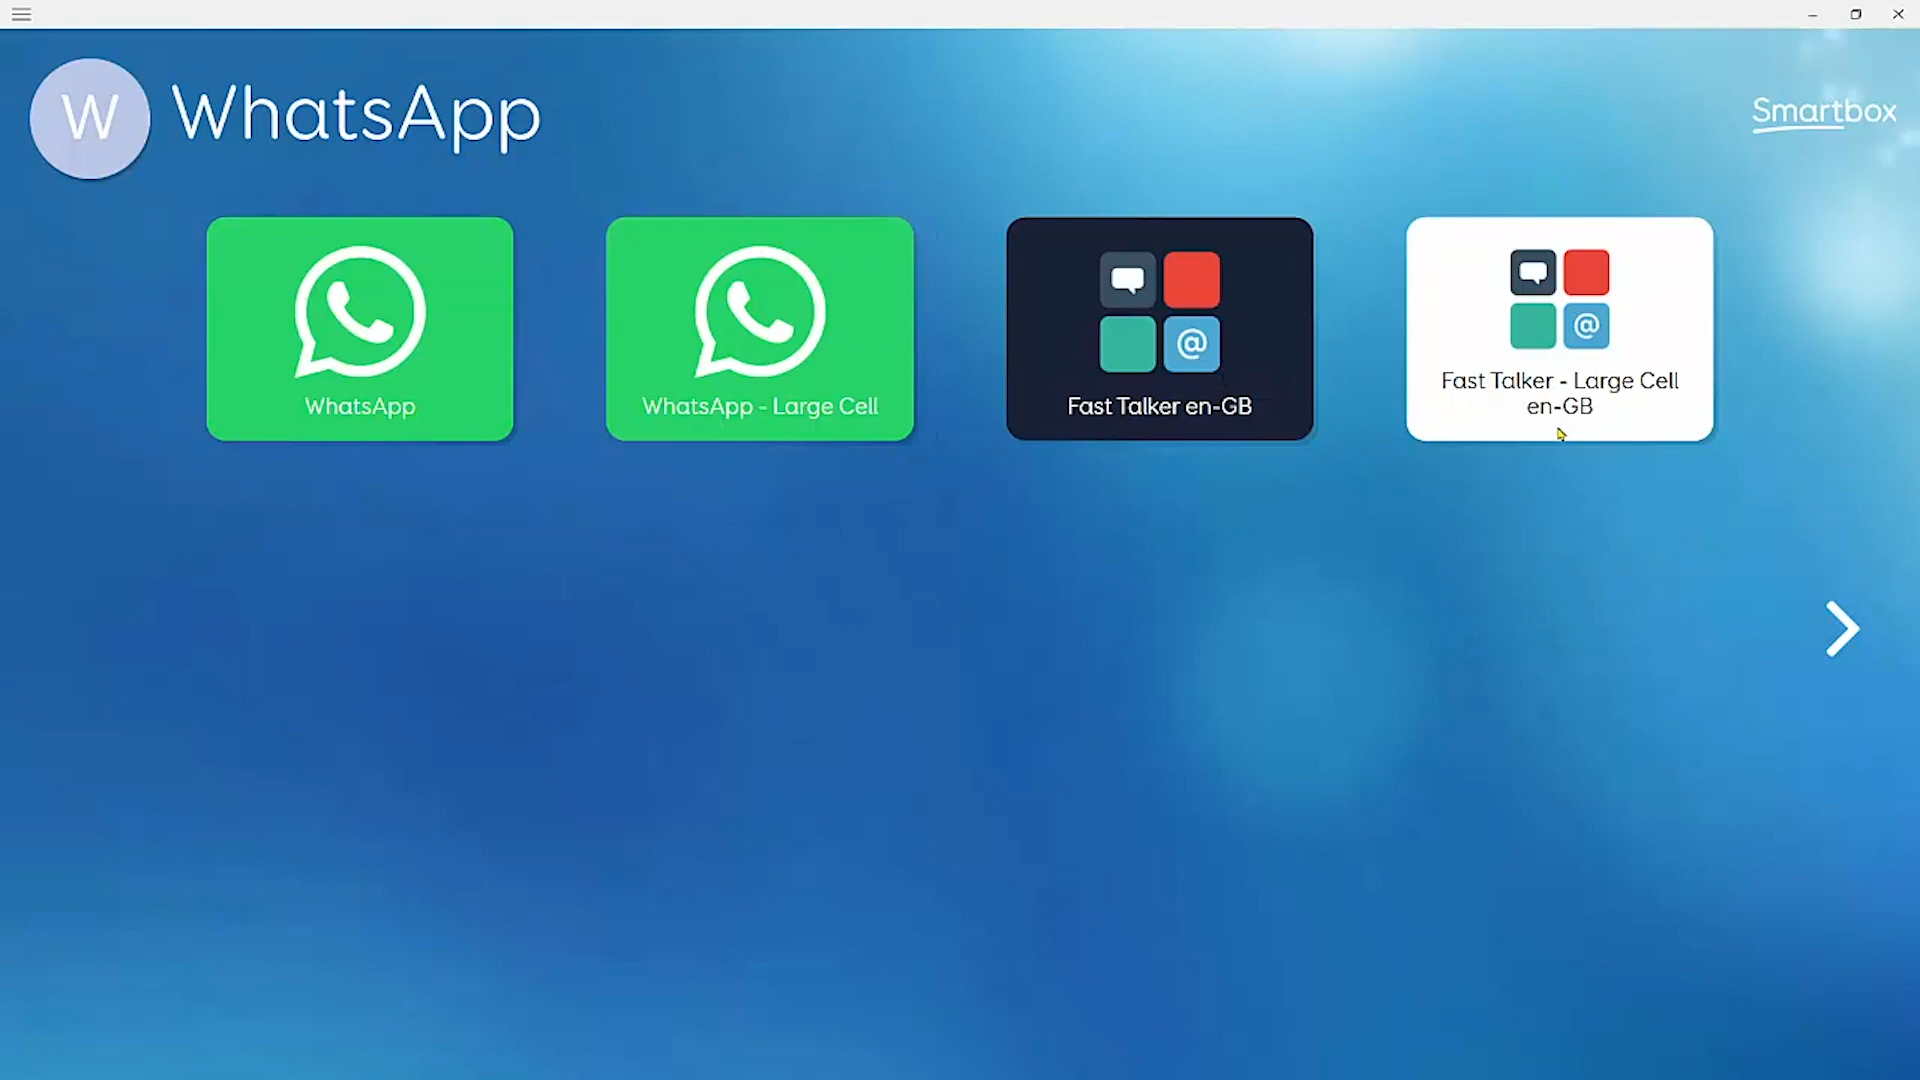 W
WhatsApp
Smartbox
WhatsApp
WhatsApp - Large Cell
@
Fast Talker en-GB
@
Fast Talker - Large Cell
en-GB